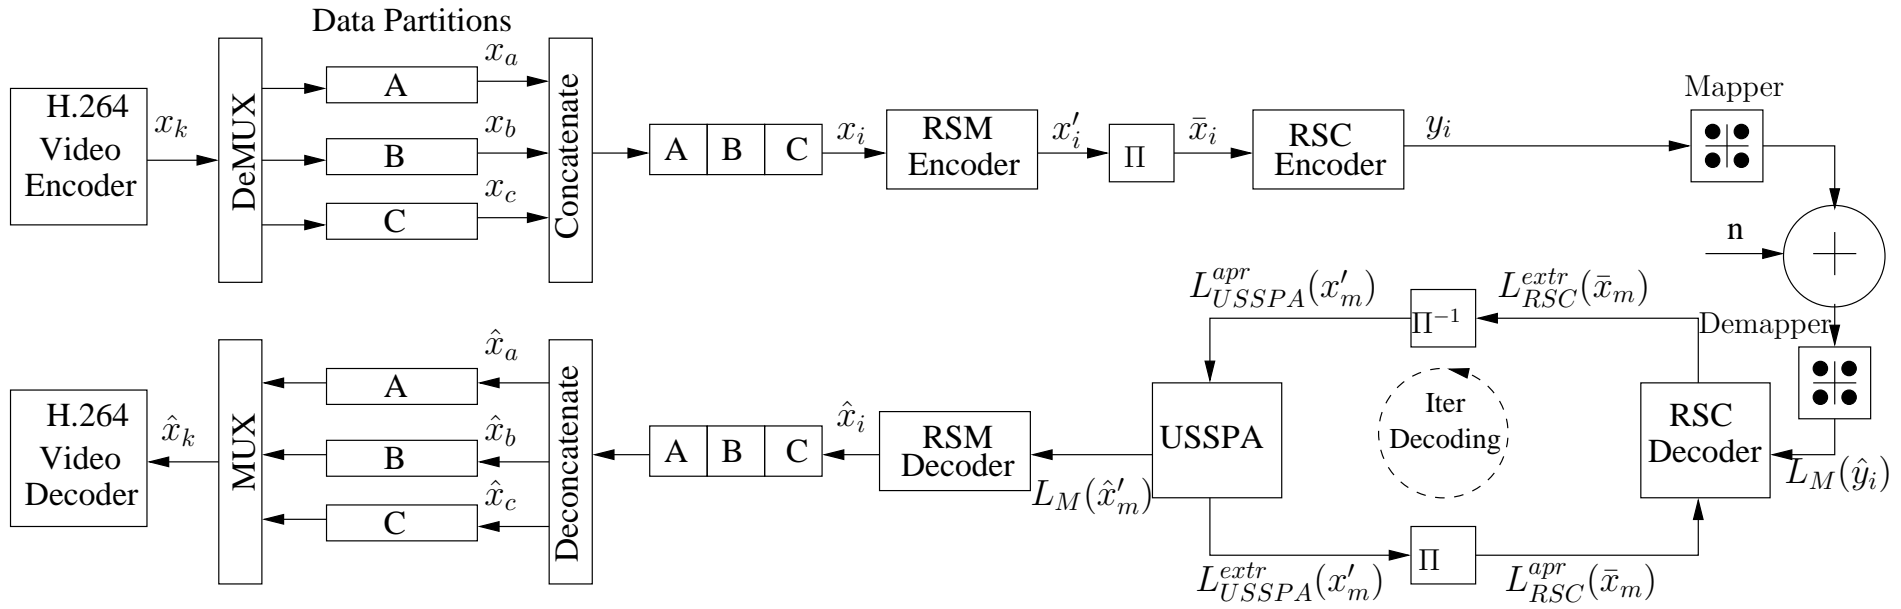 Data Partitions
H.264
Video
Encoder
x_k
DeMUX
A
B
C
x_a
x_b
x_c
Concatenate
A B C
x_i
RSM
Encoder
x'_i
Π
x̄_i
RSC
Encoder
y_i
Mapper
n
Demapper
L_M(ŷ_i)
RSC
Decoder
L^{extr}_{RSC}(x̄_m)
Π^{−1}
L^{apr}_{USSPA}(x'_m)
Iter
Decoding
USSPA
L^{extr}_{USSPA}(x'_m)
Π
L^{apr}_{RSC}(x̄_m)
L_M(x̂'_m)
RSM
Decoder
x̂_i
A B C
Deconcatenate
x̂_a
x̂_b
x̂_c
A
B
C
MUX
x̂_k
H.264
Video
Decoder